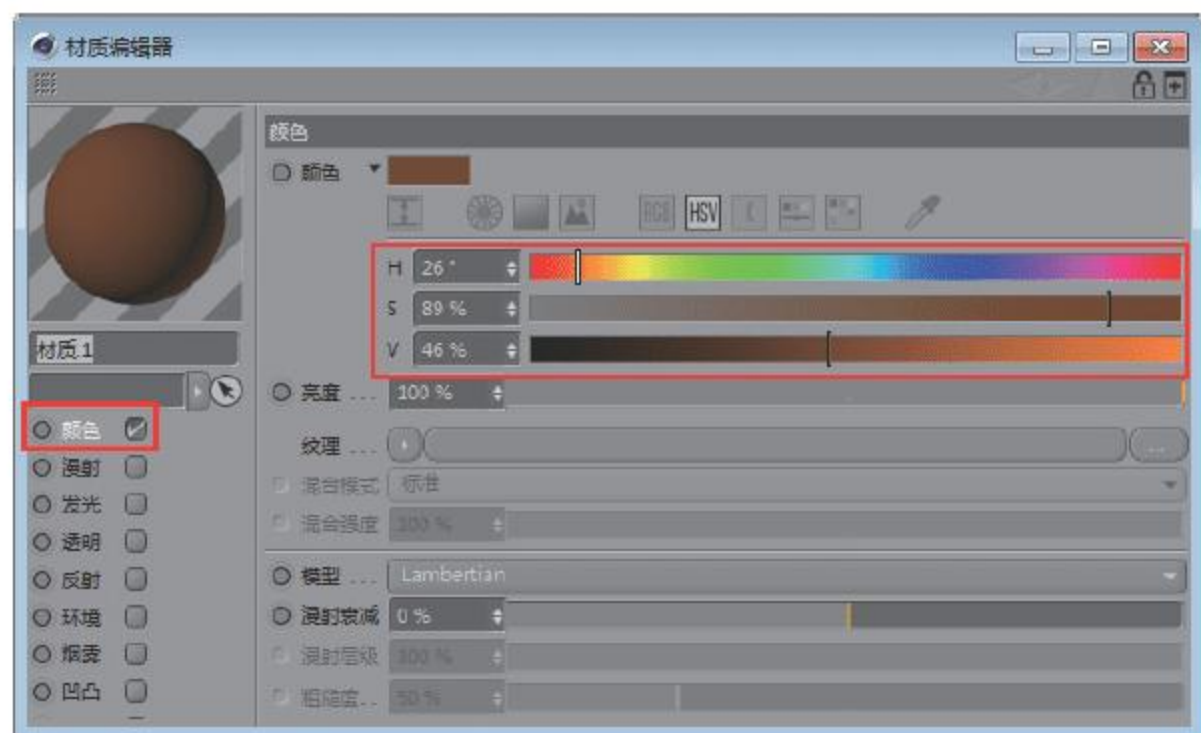 材质编辑器
颜色
颜色
RGB HSV K
H 26°
S 89 %
V 46 %
材质.1
亮度 ... 100 %
纹理 ... ...
混合模式 标准
混合强度 100 %
模型 ... Lambertian
漫射衰减 0 %
漫射层级 100 %
粗糙度.. 50 %
颜色
漫射
发光
透明
反射
环境
烟雾
凹凸